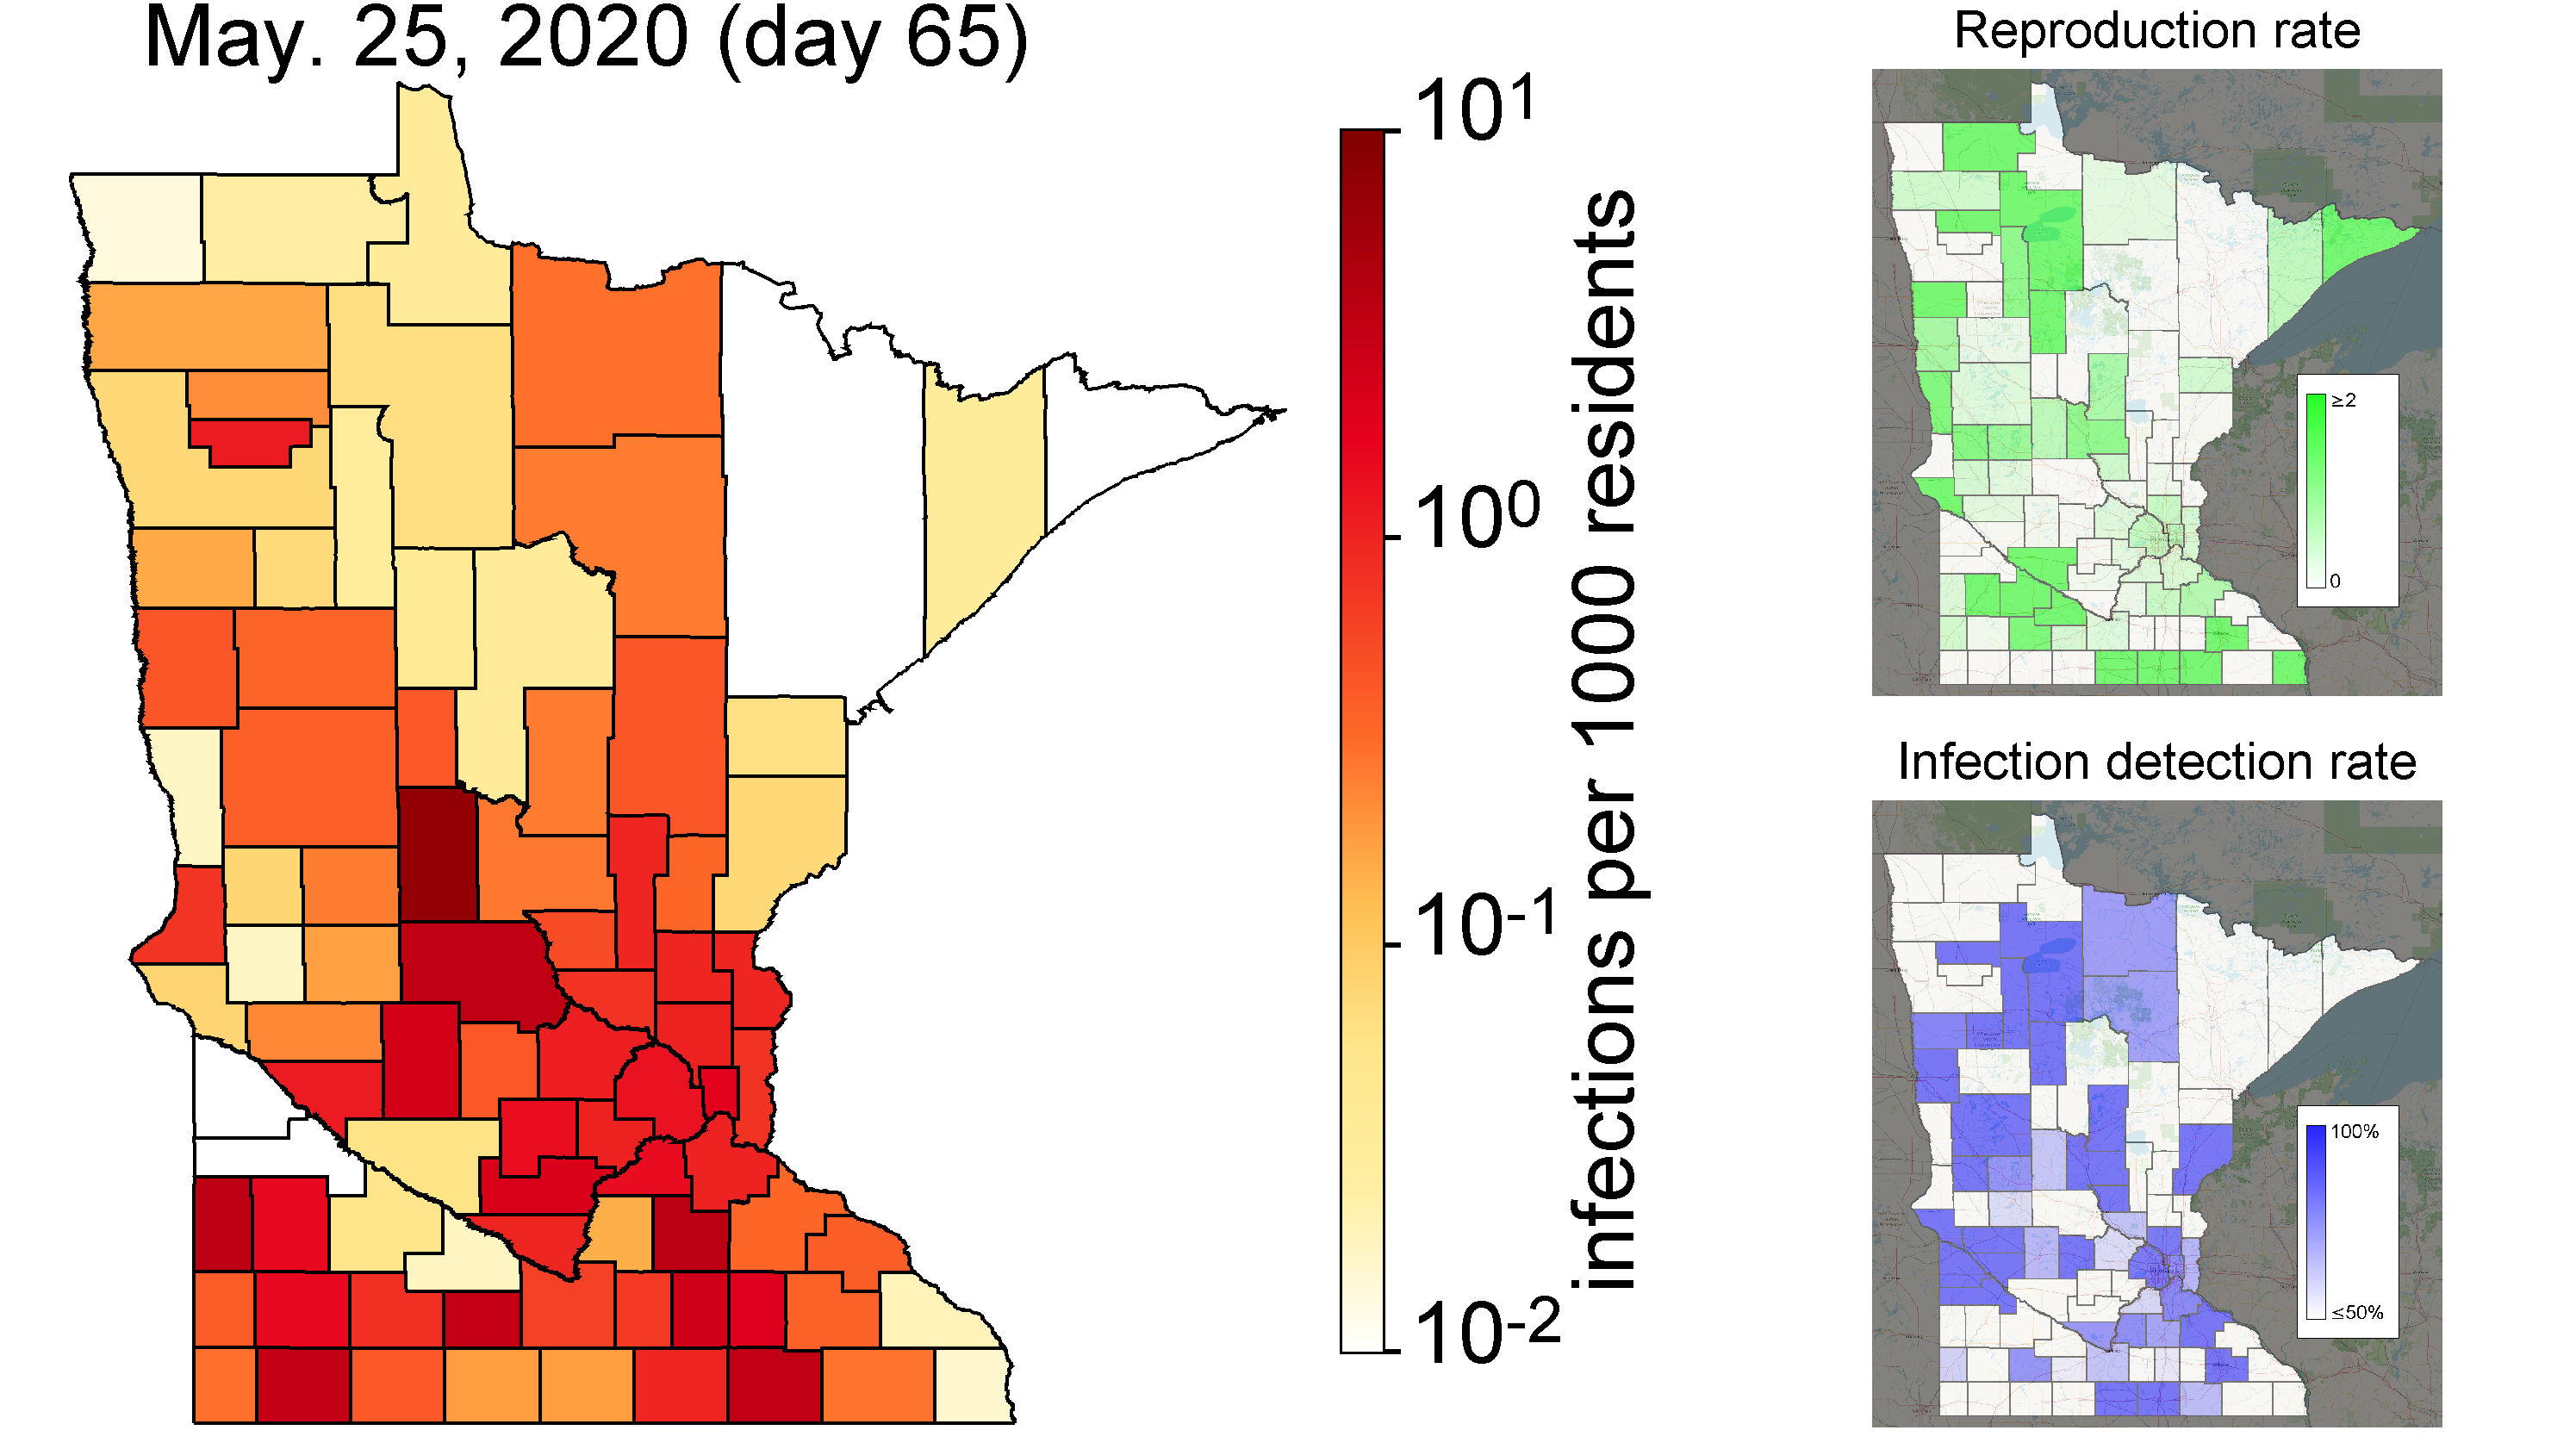 May. 25, 2020 (day 65)
10¹
10⁰
10⁻¹
10⁻²
infections per 1000 residents
Reproduction rate
≥2
0
Infection detection rate
100%
≤50%